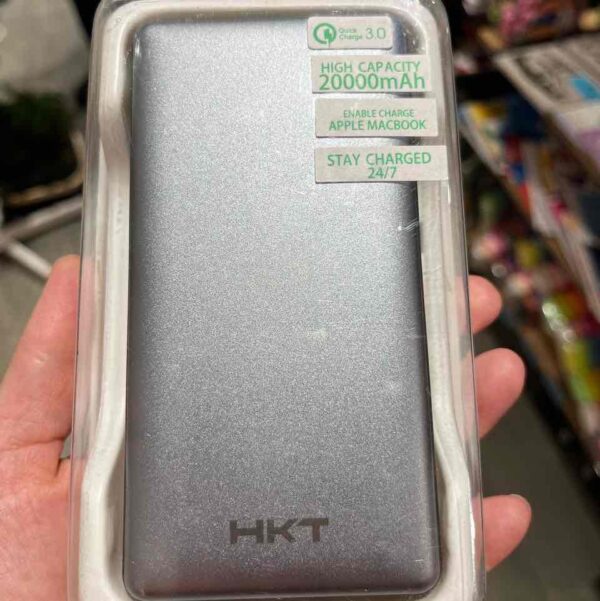 Quick
Charge 3.0
HIGH CAPACITY
20000mAh
ENABLE CHARGE
APPLE MACBOOK
STAY CHARGED
24/7
HKT